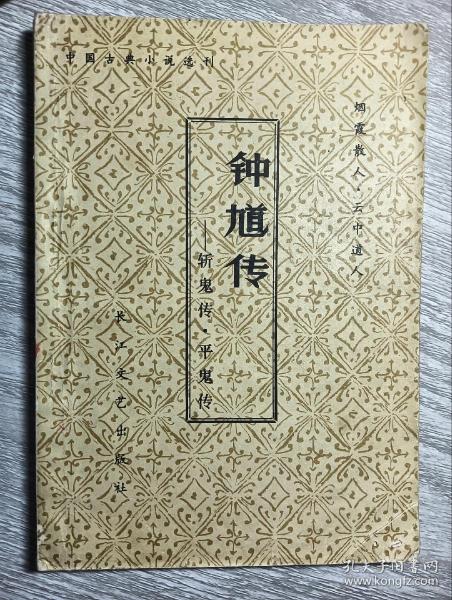 中国古典小说选刊
烟霞散人·云中道人
钟馗传
——斩鬼传·平鬼传
长江文艺出版社
孔夫子旧书网
www.kongfz.com